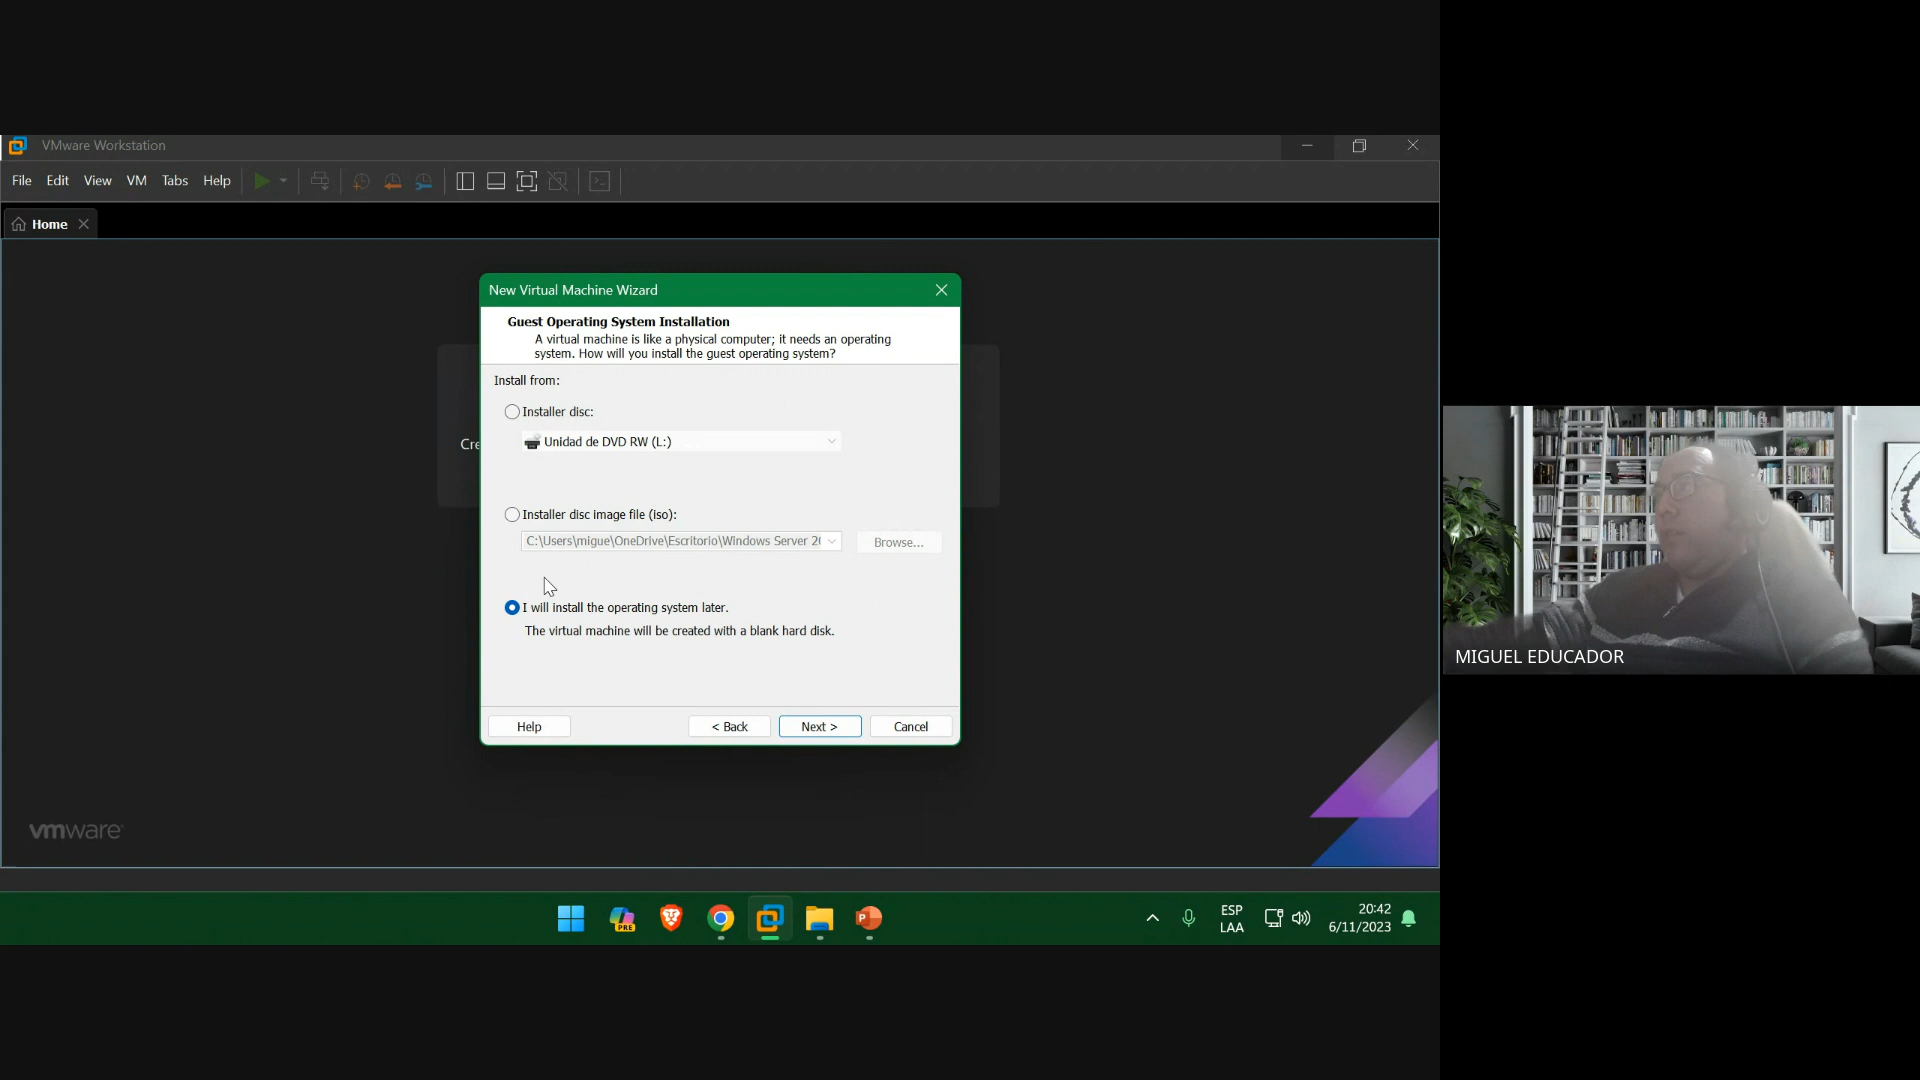 VMware Workstation
File Edit View VM Tabs Help
Home
Cre
New Virtual Machine Wizard
Guest Operating System Installation
A virtual machine is like a physical computer; it needs an operating
system. How will you install the guest operating system?
Install from:
Installer disc:
Unidad de DVD RW (L:)
Installer disc image file (iso):
C:\Users\migue\OneDrive\Escritorio\Windows Server 2(
Browse...
I will install the operating system later.
The virtual machine will be created with a blank hard disk.
Help < Back Next > Cancel
vmware
MIGUEL EDUCADOR
PRE
P
ESP
LAA
20:42
6/11/2023